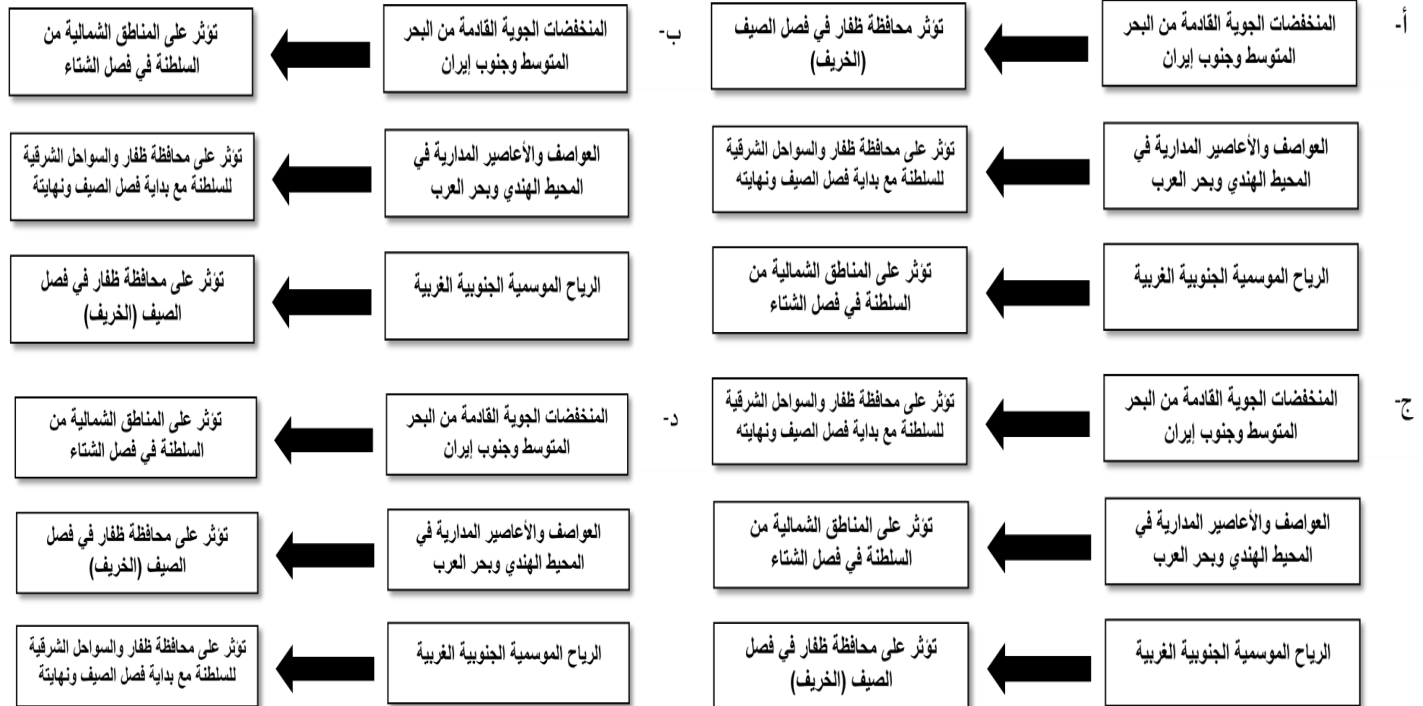 أ-
المنخفضات الجوية القادمة من البحر
المتوسط وجنوب إيران
تؤثر محافظة ظفار في فصل الصيف
(الخريف)
العواصف والأعاصير المدارية في
المحيط الهندي وبحر العرب
تؤثر على محافظة ظفار والسواحل الشرقية
للسلطنة مع بداية فصل الصيف ونهايته
الرياح الموسمية الجنوبية الغربية
تؤثر على المناطق الشمالية من
السلطنة في فصل الشتاء
ب-
المنخفضات الجوية القادمة من البحر
المتوسط وجنوب إيران
تؤثر على المناطق الشمالية من
السلطنة في فصل الشتاء
العواصف والأعاصير المدارية في
المحيط الهندي وبحر العرب
تؤثر على محافظة ظفار والسواحل الشرقية
للسلطنة مع بداية فصل الصيف ونهايتة
الرياح الموسمية الجنوبية الغربية
تؤثر على محافظة ظفار في فصل
الصيف (الخريف)
ج-
المنخفضات الجوية القادمة من البحر
المتوسط وجنوب إيران
تؤثر على محافظة ظفار والسواحل الشرقية
للسلطنة مع بداية فصل الصيف ونهايته
العواصف والأعاصير المدارية في
المحيط الهندي وبحر العرب
تؤثر على المناطق الشمالية من
السلطنة في فصل الشتاء
الرياح الموسمية الجنوبية الغربية
تؤثر على محافظة ظفار في فصل
الصيف (الخريف)
د-
المنخفضات الجوية القادمة من البحر
المتوسط وجنوب إيران
تؤثر على المناطق الشمالية من
السلطنة في فصل الشتاء
العواصف والأعاصير المدارية في
المحيط الهندي وبحر العرب
تؤثر على محافظة ظفار في فصل
الصيف (الخريف)
الرياح الموسمية الجنوبية الغربية
تؤثر على محافظة ظفار والسواحل الشرقية
للسلطنة مع بداية فصل الصيف ونهايتة